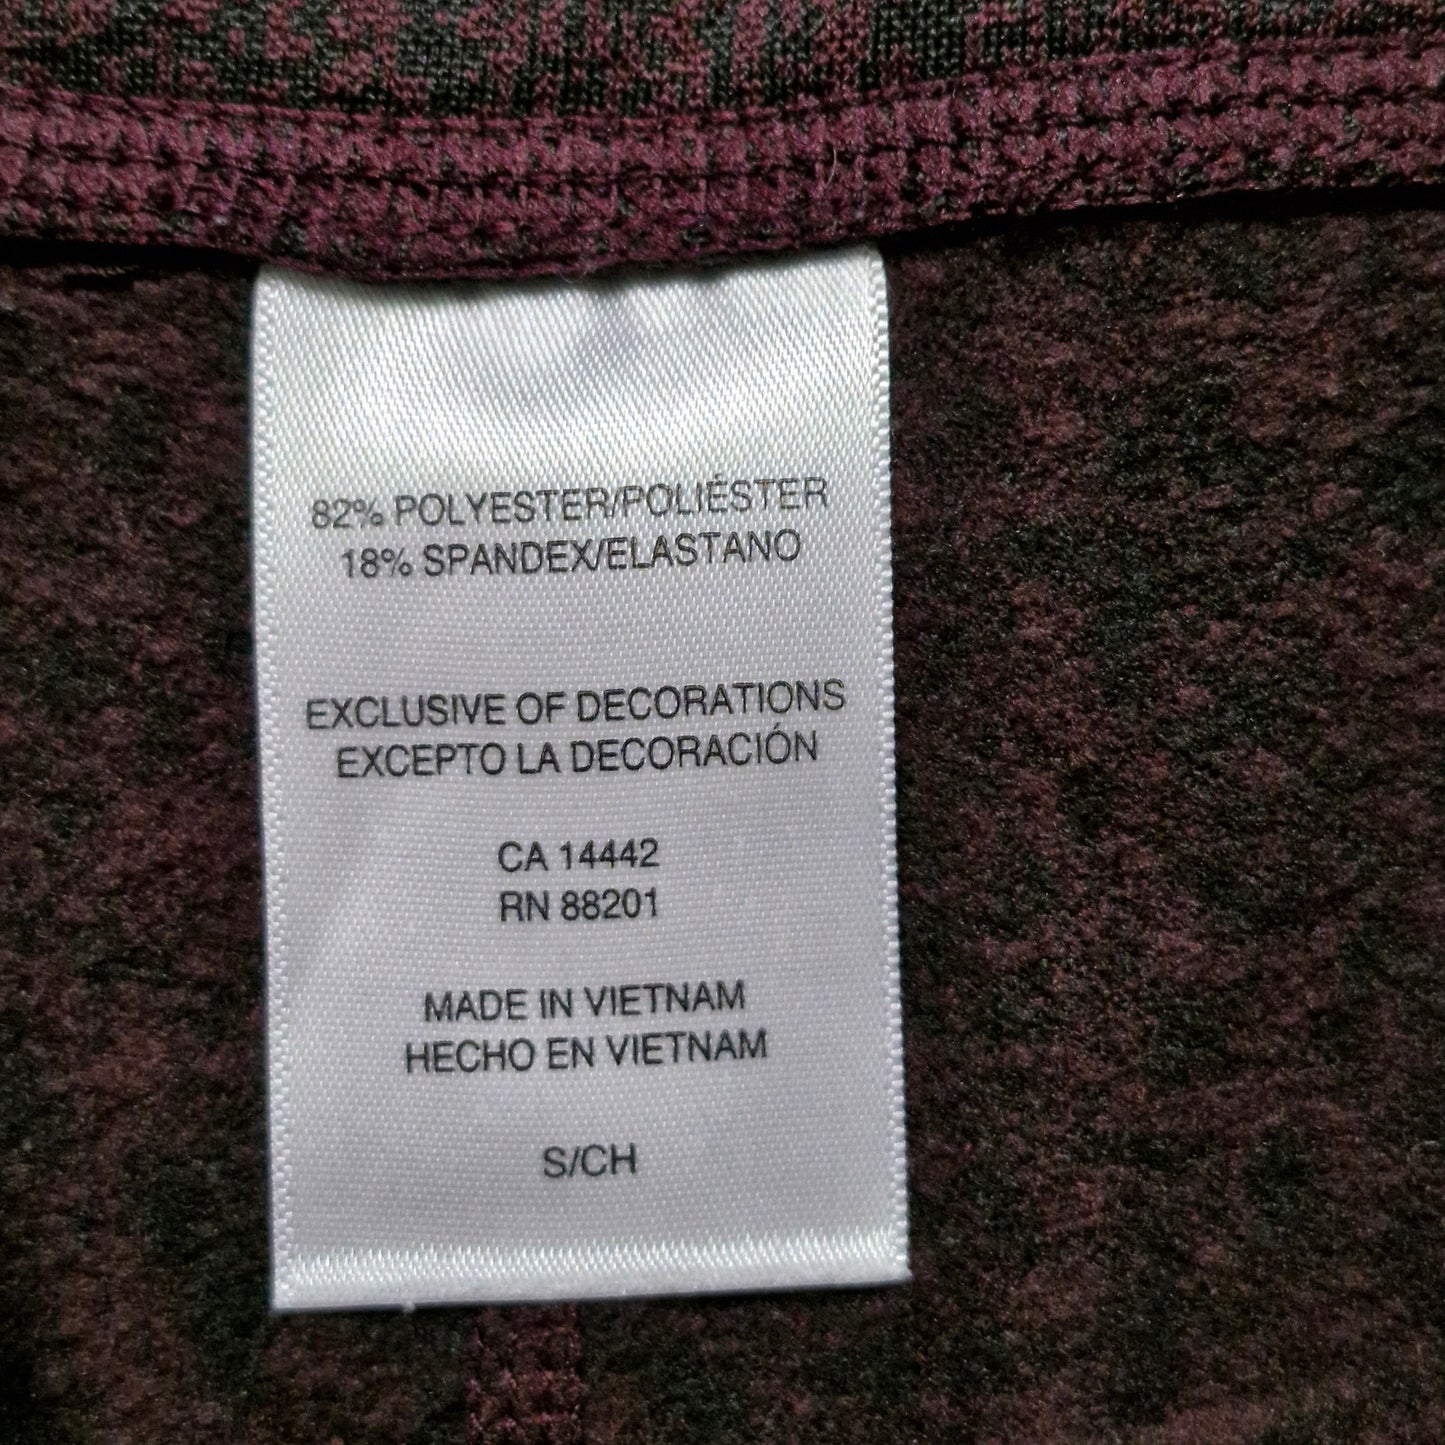 82% POLYESTER/POLIÉSTER
18% SPANDEX/ELASTANO
EXCLUSIVE OF DECORATIONS
EXCEPTO LA DECORACIÓN
CA 14442
RN 88201
MADE IN VIETNAM
HECHO EN VIETNAM
S/CH